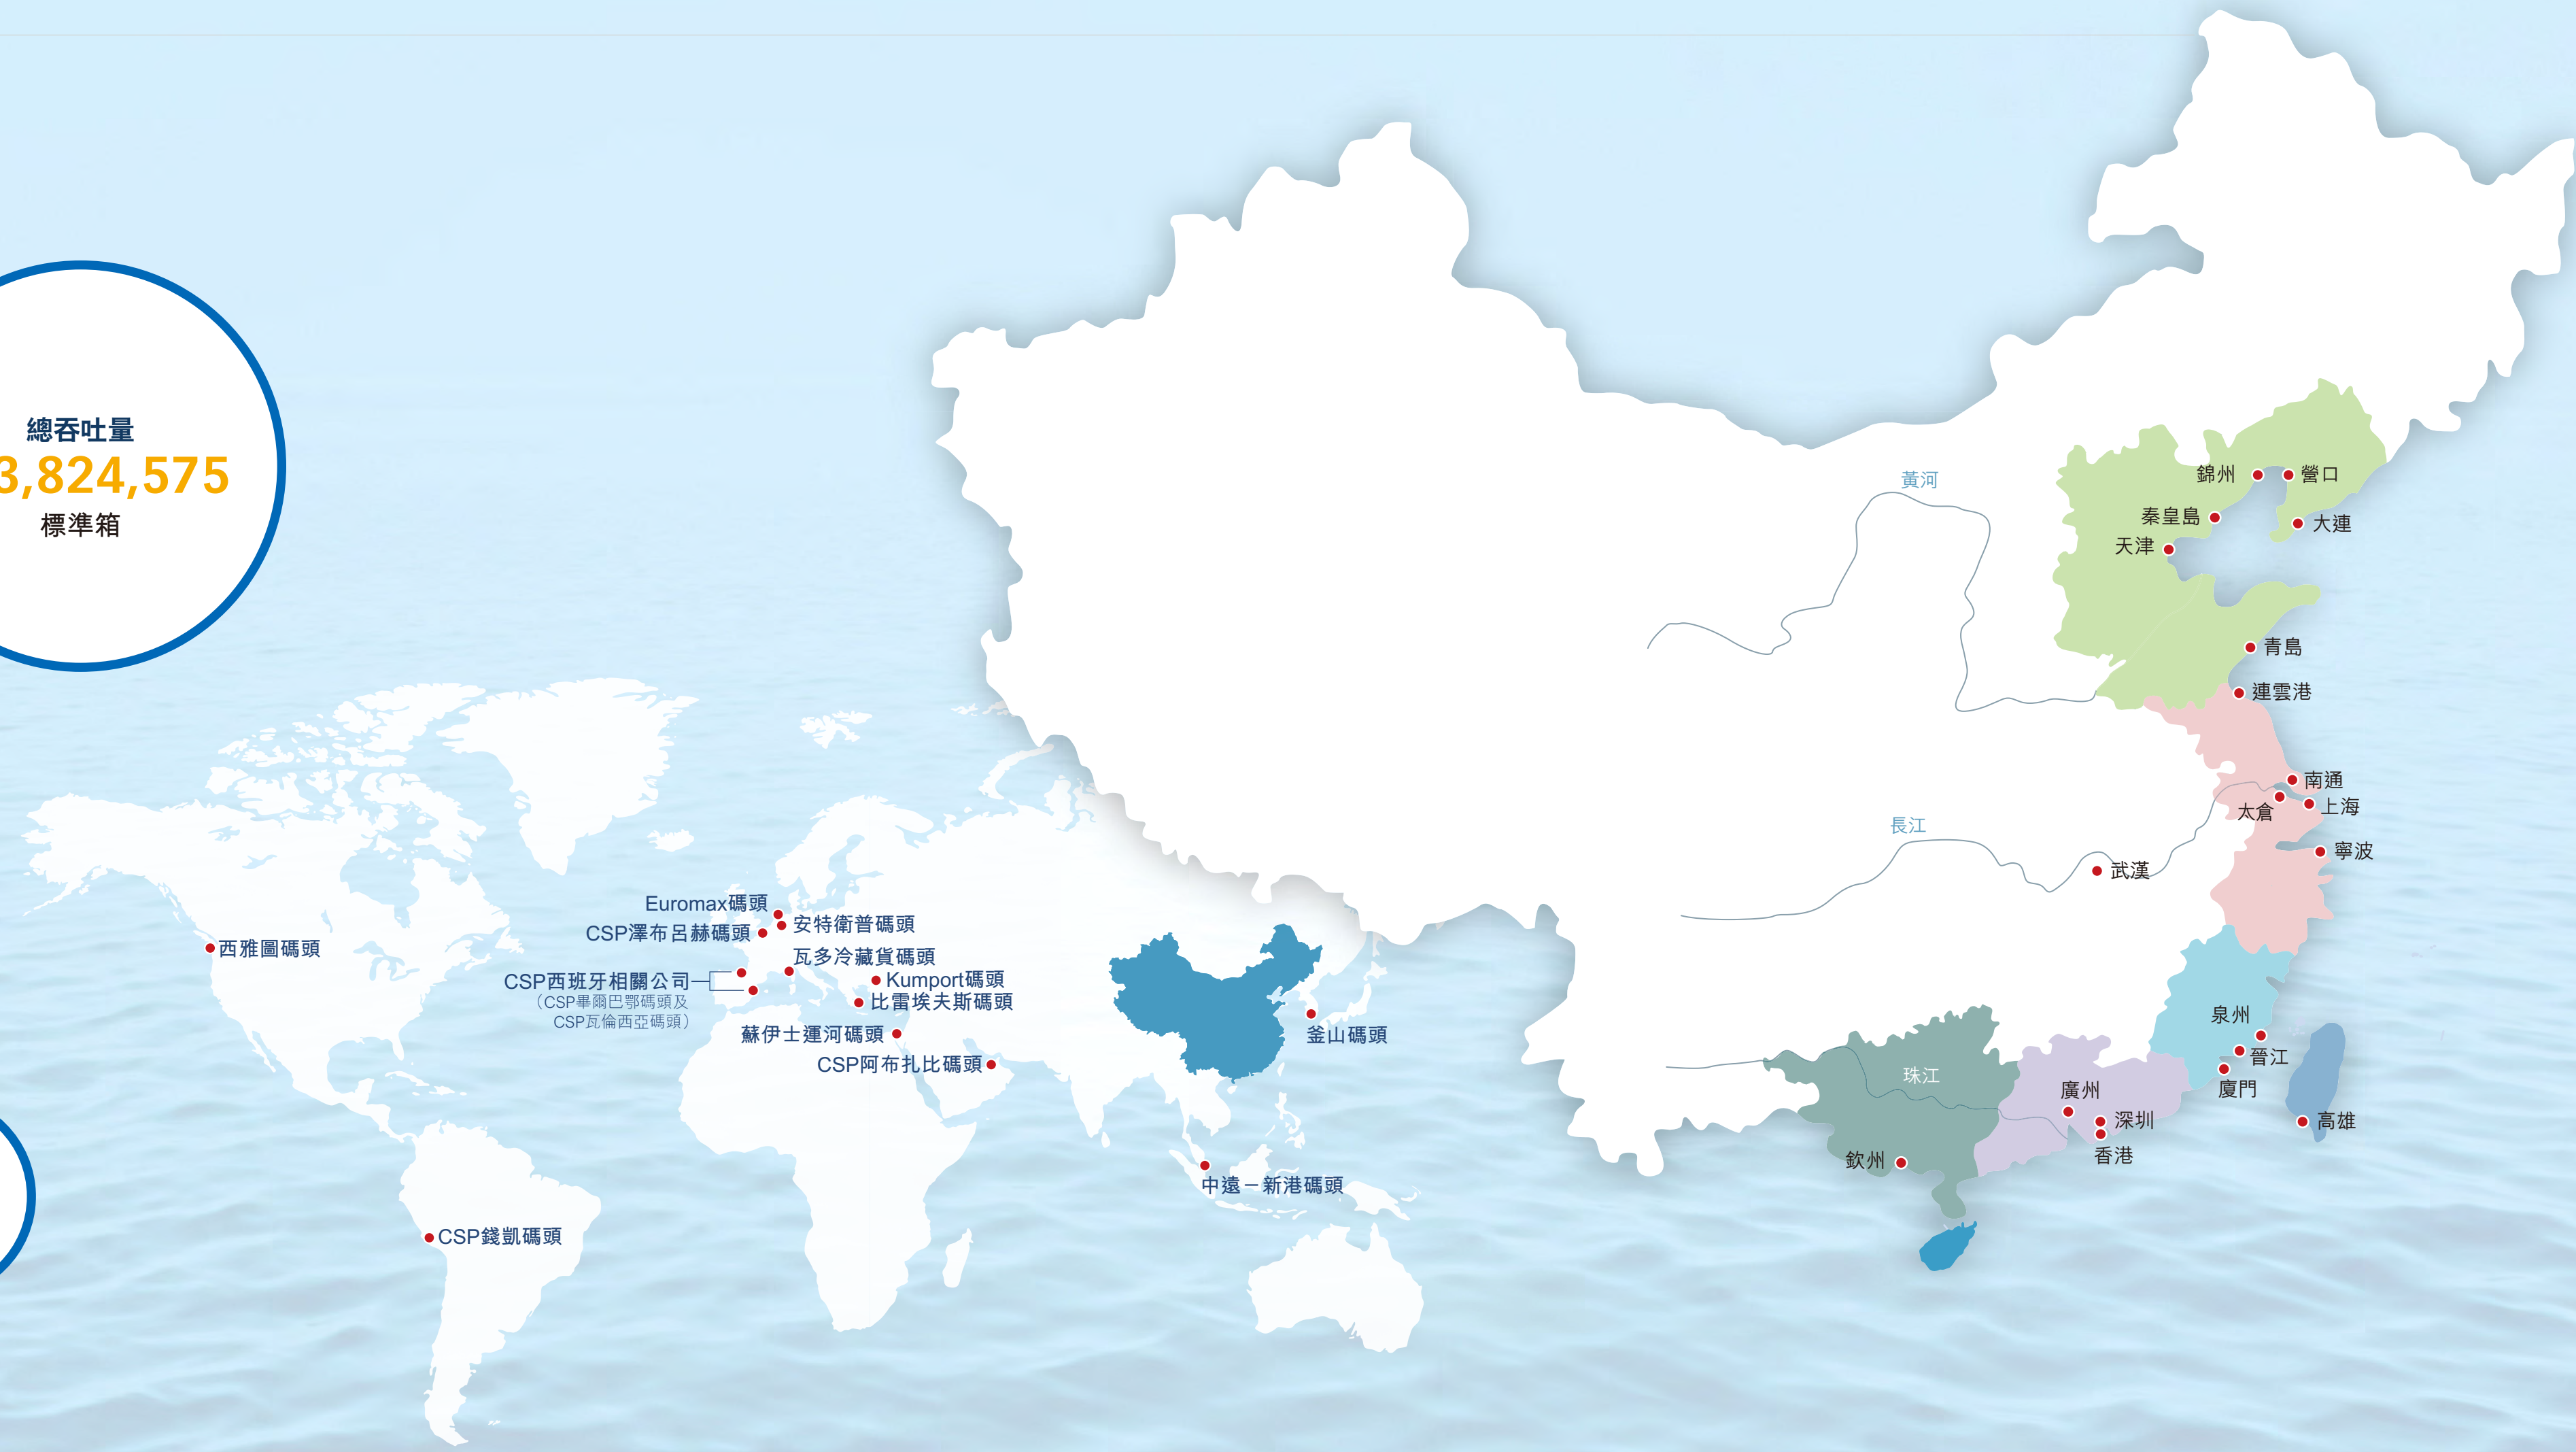 總吞吐量
3,824,575
標準箱
黃河
錦州
營口
秦皇島
大連
天津
青島
連雲港
南通
太倉
上海
長江
寧波
武漢
泉州
晉江
珠江
廈門
廣州
深圳
高雄
香港
欽州
Euromax碼頭
安特衛普碼頭
CSP澤布呂赫碼頭
西雅圖碼頭
瓦多冷藏貨碼頭
CSP西班牙相關公司
（CSP畢爾巴鄂碼頭及
CSP瓦倫西亞碼頭）
Kumport碼頭
比雷埃夫斯碼頭
蘇伊士運河碼頭
釜山碼頭
CSP阿布扎比碼頭
中遠－新港碼頭
CSP錢凱碼頭